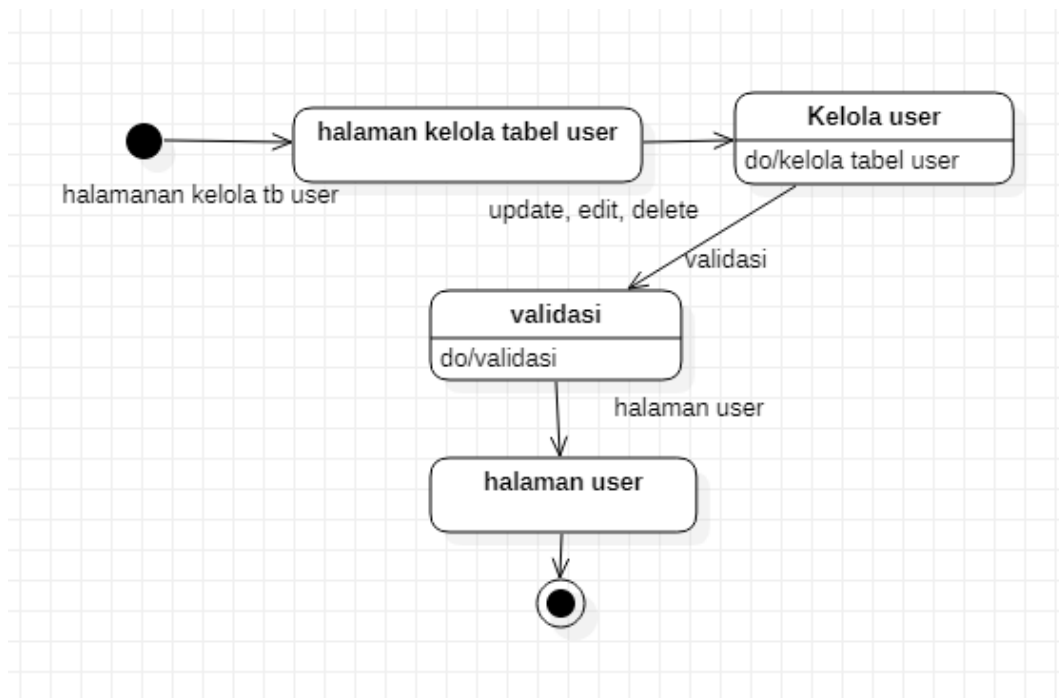 halaman kelola tabel user
Kelola user
do/kelola tabel user
halamanan kelola tb user
update, edit, delete
validasi
validasi
do/validasi
halaman user
halaman user